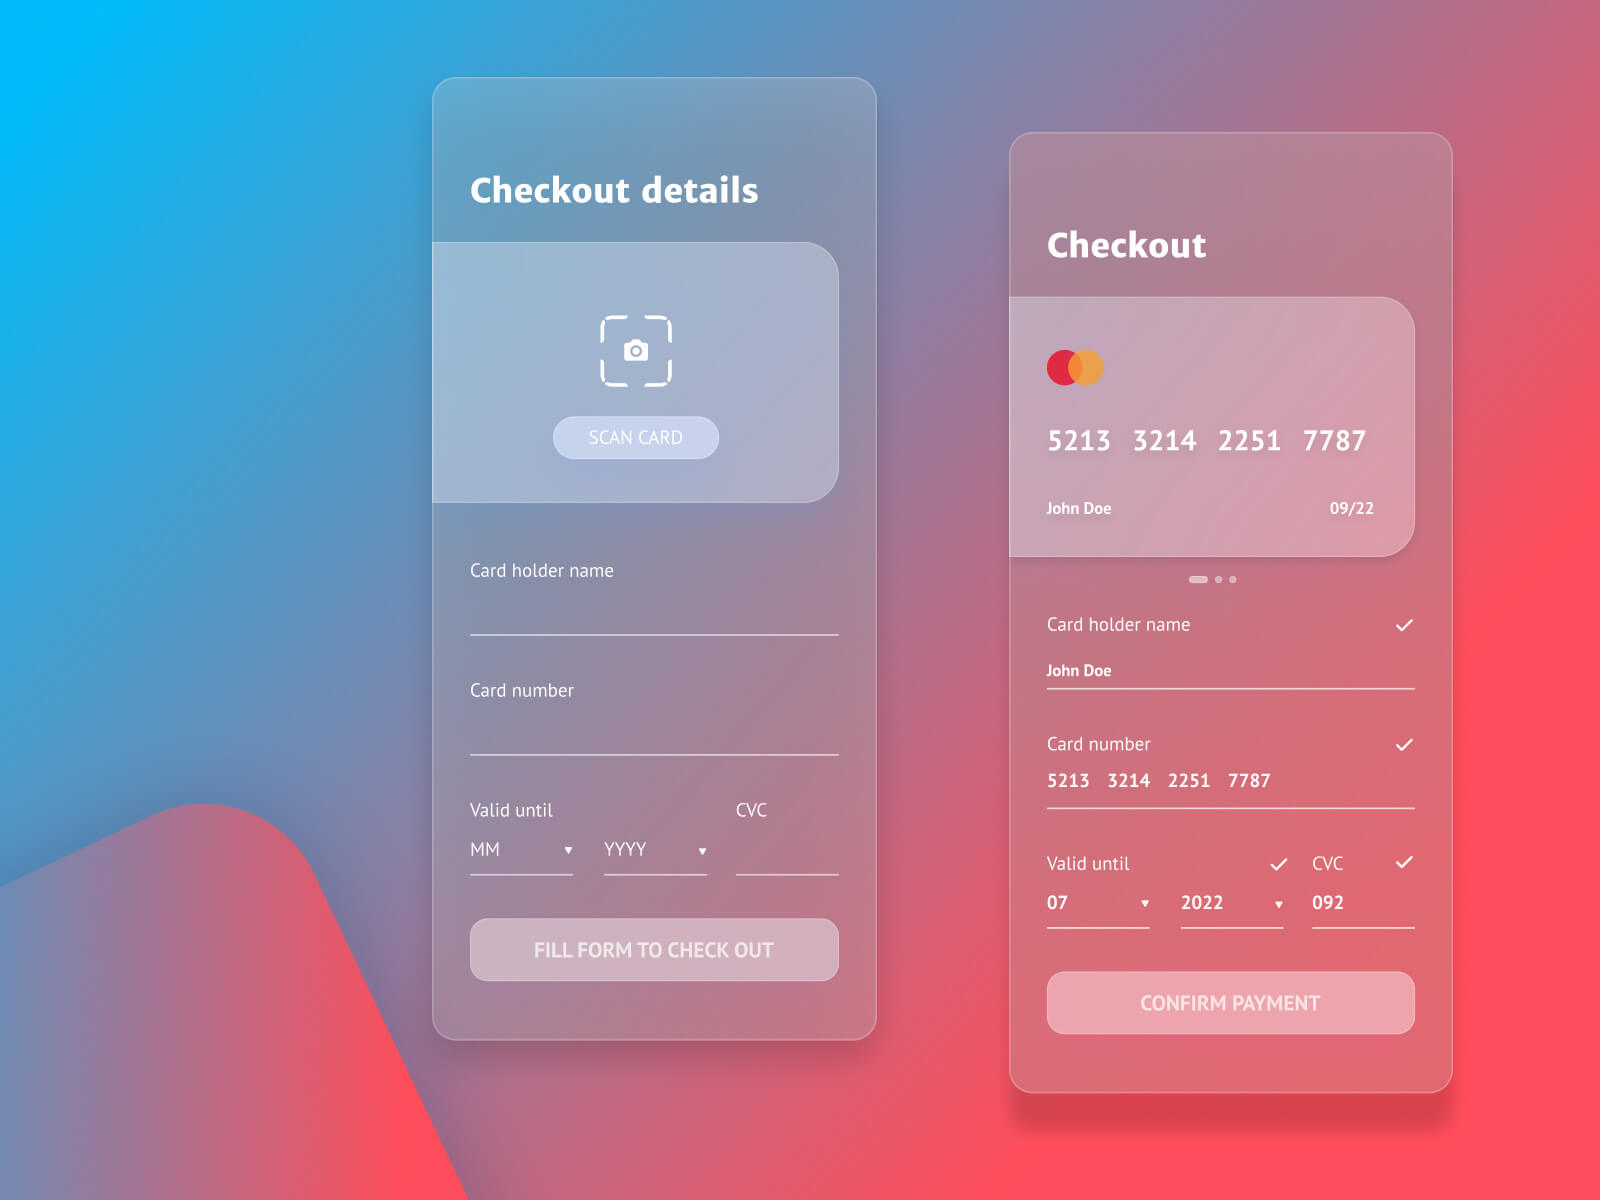 Checkout details
SCAN CARD
Card holder name
Card number
Valid until CVC
MM YYYY
FILL FORM TO CHECK OUT
Checkout
5213 3214 2251 7787
John Doe 09/22
Card holder name
John Doe
Card number
5213 3214 2251 7787
Valid until CVC
07 2022 092
CONFIRM PAYMENT